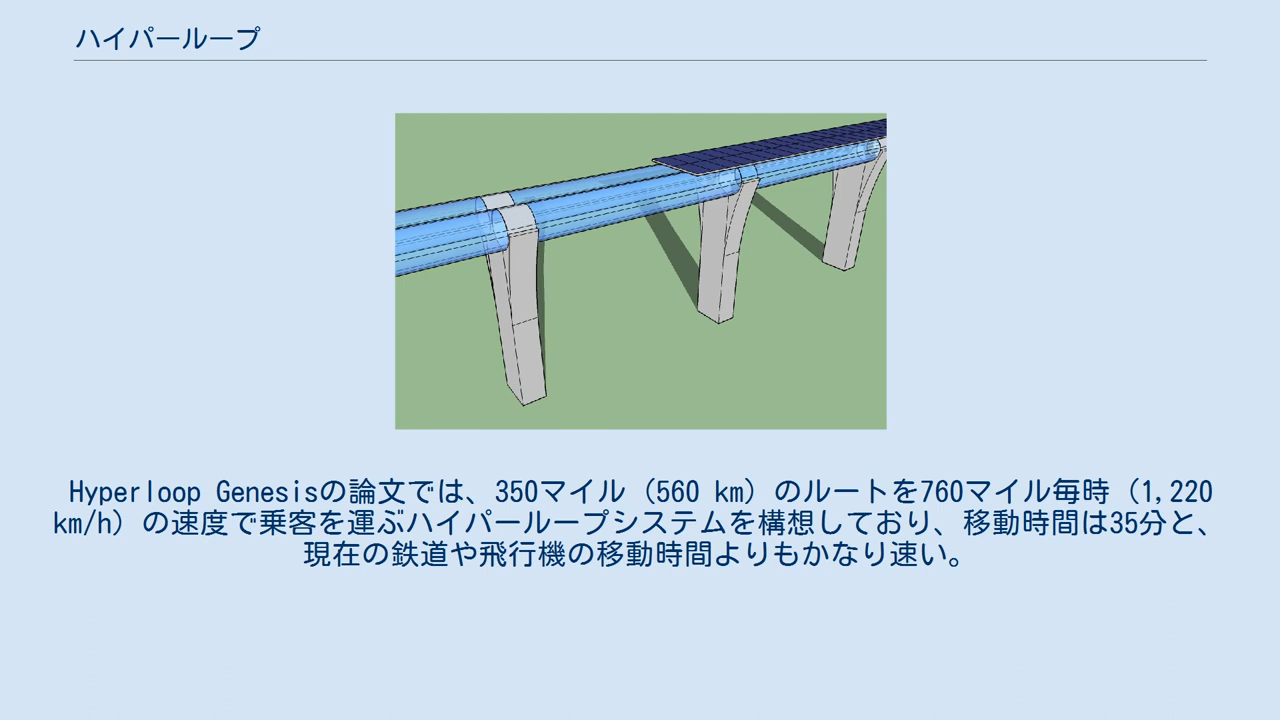 ハイパーループ
Hyperloop Genesisの論文では、350マイル（560 km）のルートを760マイル毎時（1,220
km/h）の速度で乗客を運ぶハイパーループシステムを構想しており、移動時間は35分と、
現在の鉄道や飛行機の移動時間よりもかなり速い。